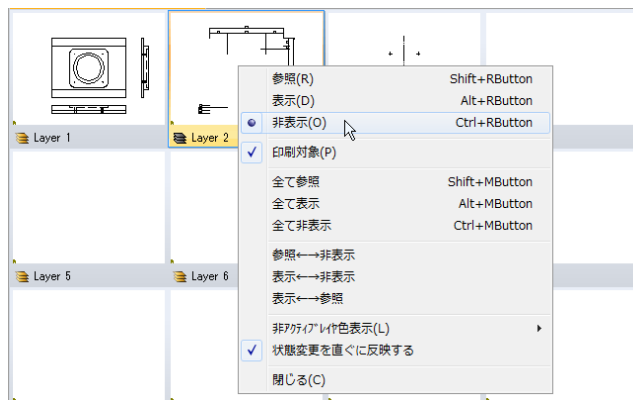 参照(R) Shift+RButton
表示(D) Alt+RButton
非表示(O) Ctrl+RButton
印刷対象(P)
全て参照 Shift+MButton
全て表示 Alt+MButton
全て非表示 Ctrl+MButton
参照←→非表示
表示←→非表示
表示←→参照
非ｱｸﾃｨﾌﾞﾚｲﾔ色表示(L)
状態変更を直ぐに反映する
閉じる(C)
Layer 1
Layer 2
Layer 5
Layer 6